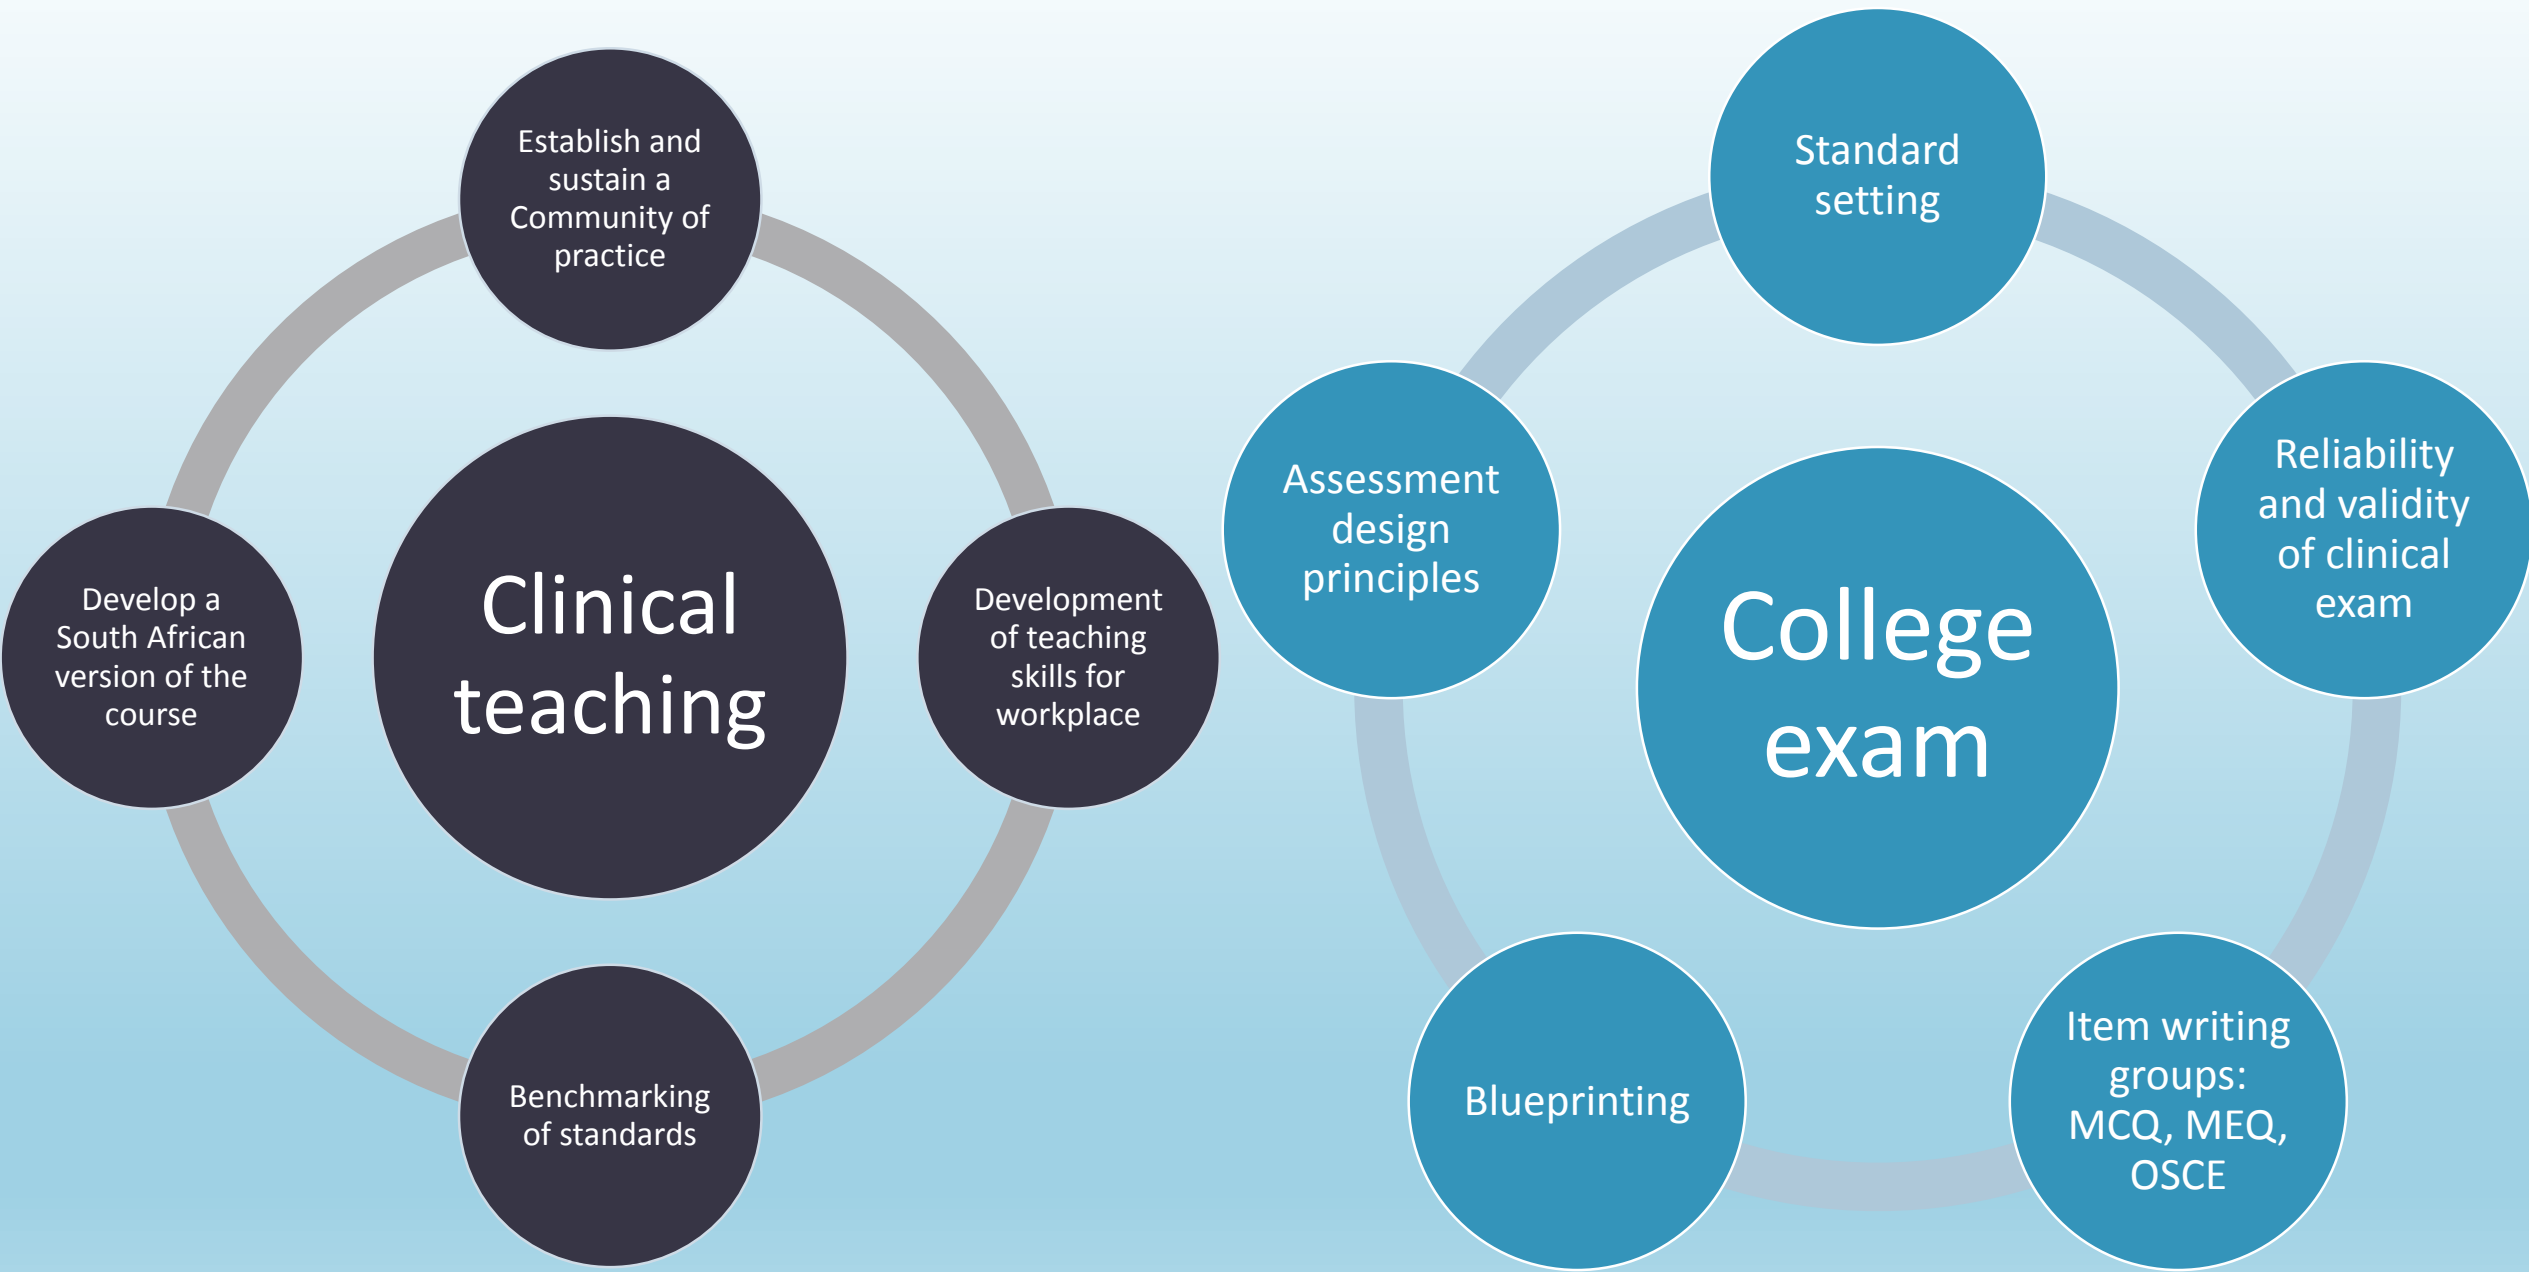 Establish and
sustain a
Community of
practice
Clinical
teaching
Development
of teaching
skills for
workplace
Benchmarking
of standards
Develop a
South African
version of the
course
Standard
setting
College
exam
Reliability
and validity
of clinical
exam
Item writing
groups:
MCQ, MEQ,
OSCE
Blueprinting
Assessment
design
principles